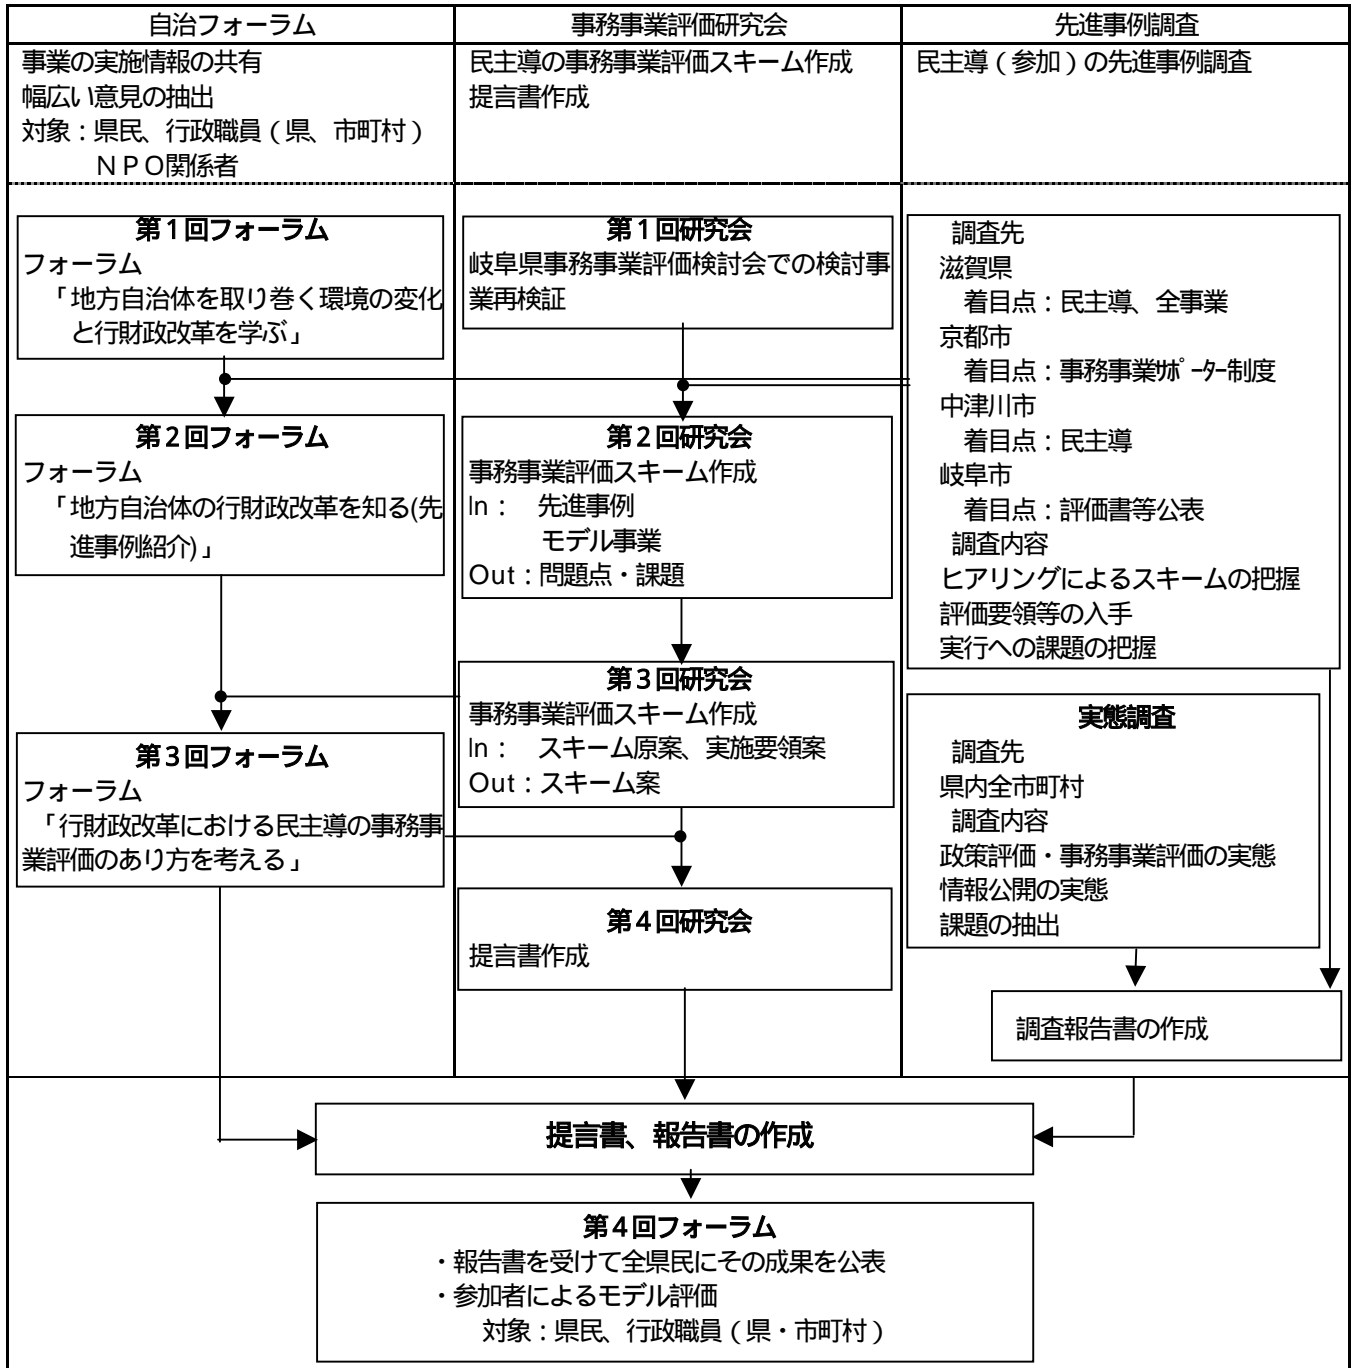 自治フォーラム
事業の実施情報の共有
幅広い意見の抽出
対象：県民、行政職員（県、市町村）
ＮＰＯ関係者
第１回フォーラム
フォーラム
「地方自治体を取り巻く環境の変化
と行財政改革を学ぶ」
第２回フォーラム
フォーラム
「地方自治体の行財政改革を知る(先
進事例紹介)」
第３回フォーラム
フォーラム
「行財政改革における民主導の事務事
業評価のあり方を考える」
事務事業評価研究会
民主導の事務事業評価スキーム作成
提言書作成
第１回研究会
岐阜県事務事業評価検討会での検討事
業再検証
第２回研究会
事務事業評価スキーム作成
In：　先進事例
モデル事業
Out：問題点・課題
第３回研究会
事務事業評価スキーム作成
In：　スキーム原案、実施要領案
Out：スキーム案
第４回研究会
提言書作成
先進事例調査
民主導（参加）の先進事例調査
調査先
滋賀県
着目点：民主導、全事業
京都市
着目点：事務事業ｻﾎﾟｰﾀｰ制度
中津川市
着目点：民主導
岐阜市
着目点：評価書等公表
調査内容
ヒアリングによるスキームの把握
評価要領等の入手
実行への課題の把握
実態調査
調査先
県内全市町村
調査内容
政策評価・事務事業評価の実態
情報公開の実態
課題の抽出
調査報告書の作成
提言書、報告書の作成
第４回フォーラム
・報告書を受けて全県民にその成果を公表
・参加者によるモデル評価
対象：県民、行政職員（県・市町村）